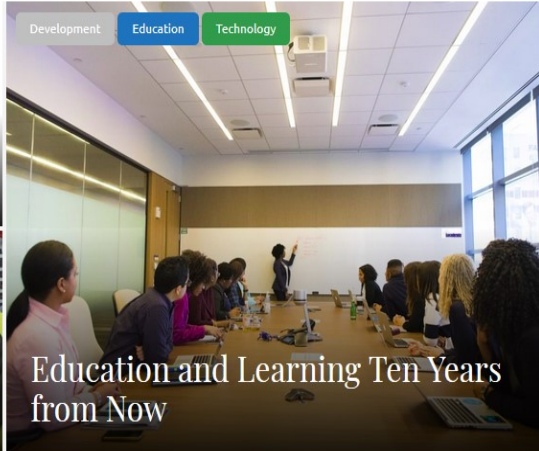 Development
Education
Technology
Education and Learning Ten Years
from Now